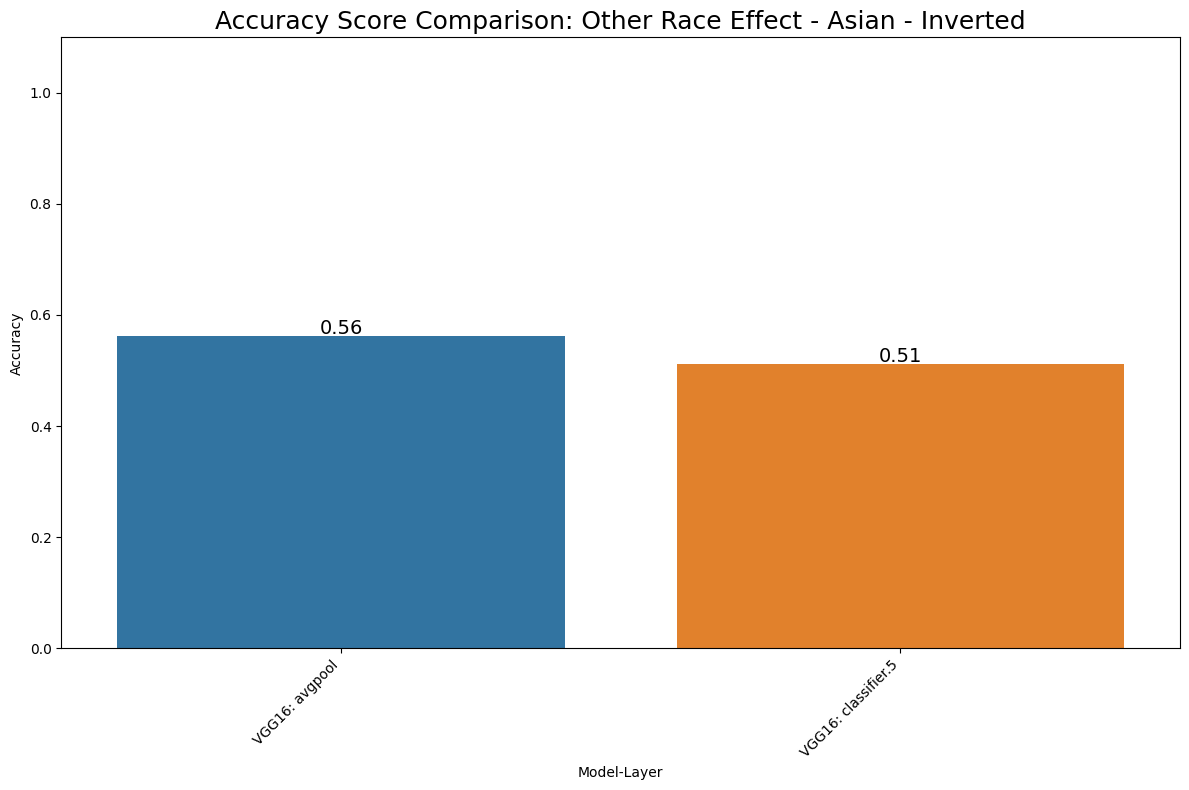 Accuracy Score Comparison: Other Race Effect - Asian - Inverted
Accuracy
1.0
0.8
0.6
0.4
0.2
0.0
0.56
0.51
VGG16: avgpool
VGG16: classifier.5
Model-Layer